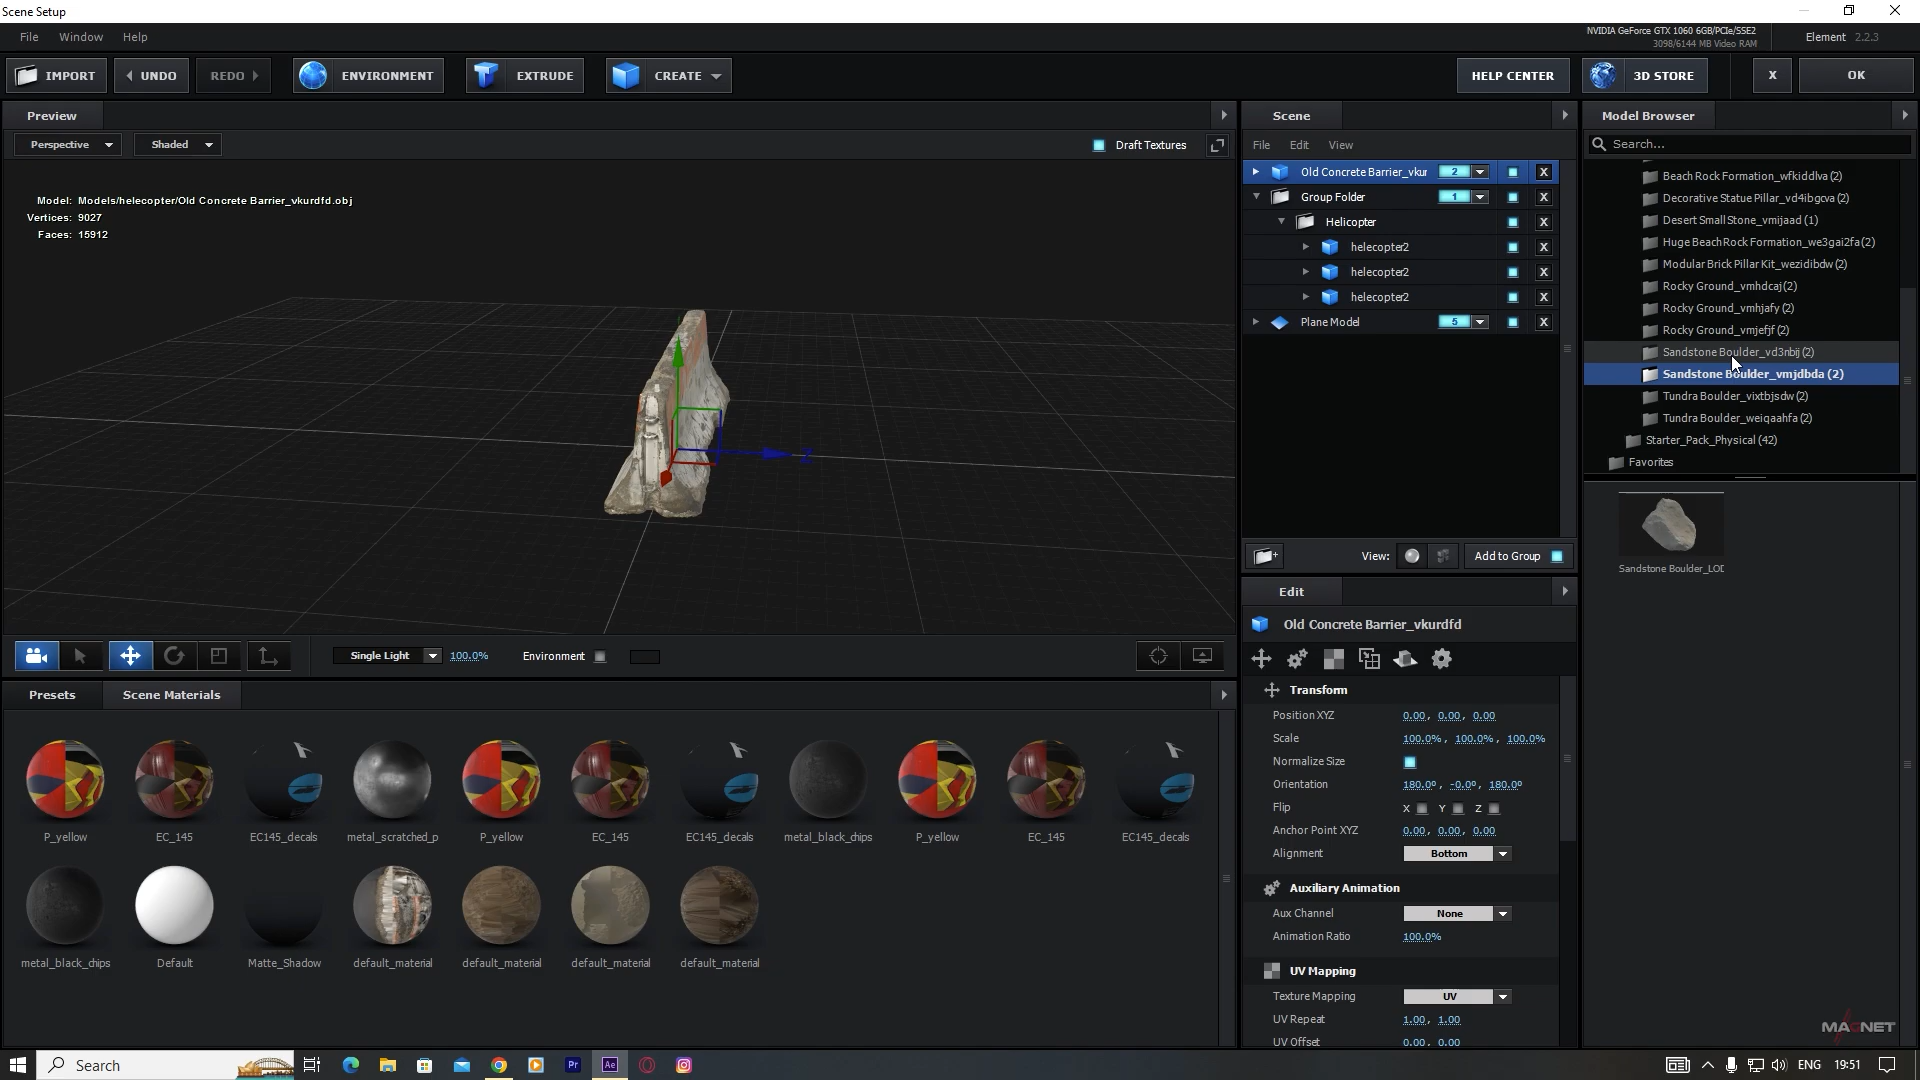 Scene Setup
File Window Help
NVIDIA GeForce GTX 1060 6GB/PCIe/SSE2
3098/6144 MB Video RAM
Element 2.2.3
IMPORT UNDO REDO ENVIRONMENT EXTRUDE CREATE HELP CENTER 3D STORE X OK
Preview
Perspective Shaded Draft Textures
Model: Models/helecopter/Old Concrete Barrier_vkurdfd.obj
Vertices: 9027
Faces: 15912
Z
Single Light 100.0% Environment
Presets Scene Materials
P_yellow EC_145 EC145_decals metal_scratched_p P_yellow EC_145 EC145_decals metal_black_chips P_yellow EC_145 EC145_decals
metal_black_chips Default Matte_Shadow default_material default_material default_material default_material
Scene
File Edit View
Old Concrete Barrier_vkur 2 X
Group Folder 1 X
Helicopter X
helecopter2 X
helecopter2 X
helecopter2 X
Plane Model 5 X
View: Add to Group
Edit
Old Concrete Barrier_vkurdfd
Transform
Position XYZ 0.00, 0.00, 0.00
Scale 100.0%, 100.0%, 100.0%
Normalize Size
Orientation 180.0º, -0.0º, 180.0º
Flip X Y Z
Anchor Point XYZ 0.00, 0.00, 0.00
Alignment Bottom
Auxiliary Animation
Aux Channel None
Animation Ratio 100.0%
UV Mapping
Texture Mapping UV
UV Repeat 1.00, 1.00
UV Offset 0.00, 0.00
Model Browser
Search...
Beach Rock Formation_wfkiddlva (2)
Decorative Statue Pillar_vd4ibgcva (2)
Desert Small Stone_vmijaad (1)
Huge Beach Rock Formation_we3gai2fa (2)
Modular Brick Pillar Kit_wezidibdw (2)
Rocky Ground_vmhdcaj (2)
Rocky Ground_vmhjafy (2)
Rocky Ground_vmjefjf (2)
Sandstone Boulder_vd3nbij (2)
Sandstone Boulder_vmjdbda (2)
Tundra Boulder_vixtbjsdw (2)
Tundra Boulder_weiqaahfa (2)
Starter_Pack_Physical (42)
Favorites
Sandstone Boulder_LOD
MAGNET
Search Pr Ae ENG 19:51